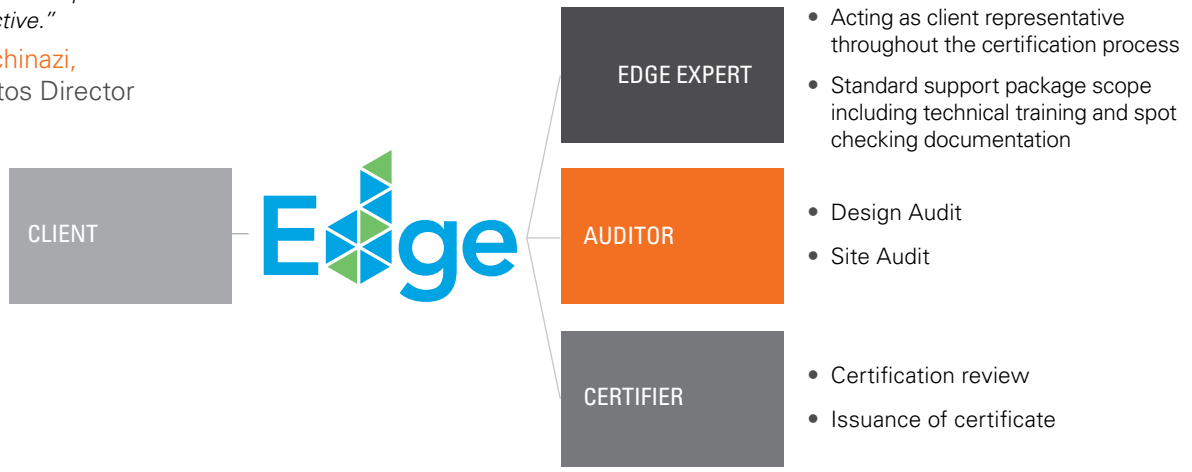 ctive."
chinazi,
tos Director
CLIENT
Edge
EDGE EXPERT
• Acting as client representative
throughout the certification process
• Standard support package scope
including technical training and spot
checking documentation
AUDITOR
• Design Audit
• Site Audit
CERTIFIER
• Certification review
• Issuance of certificate